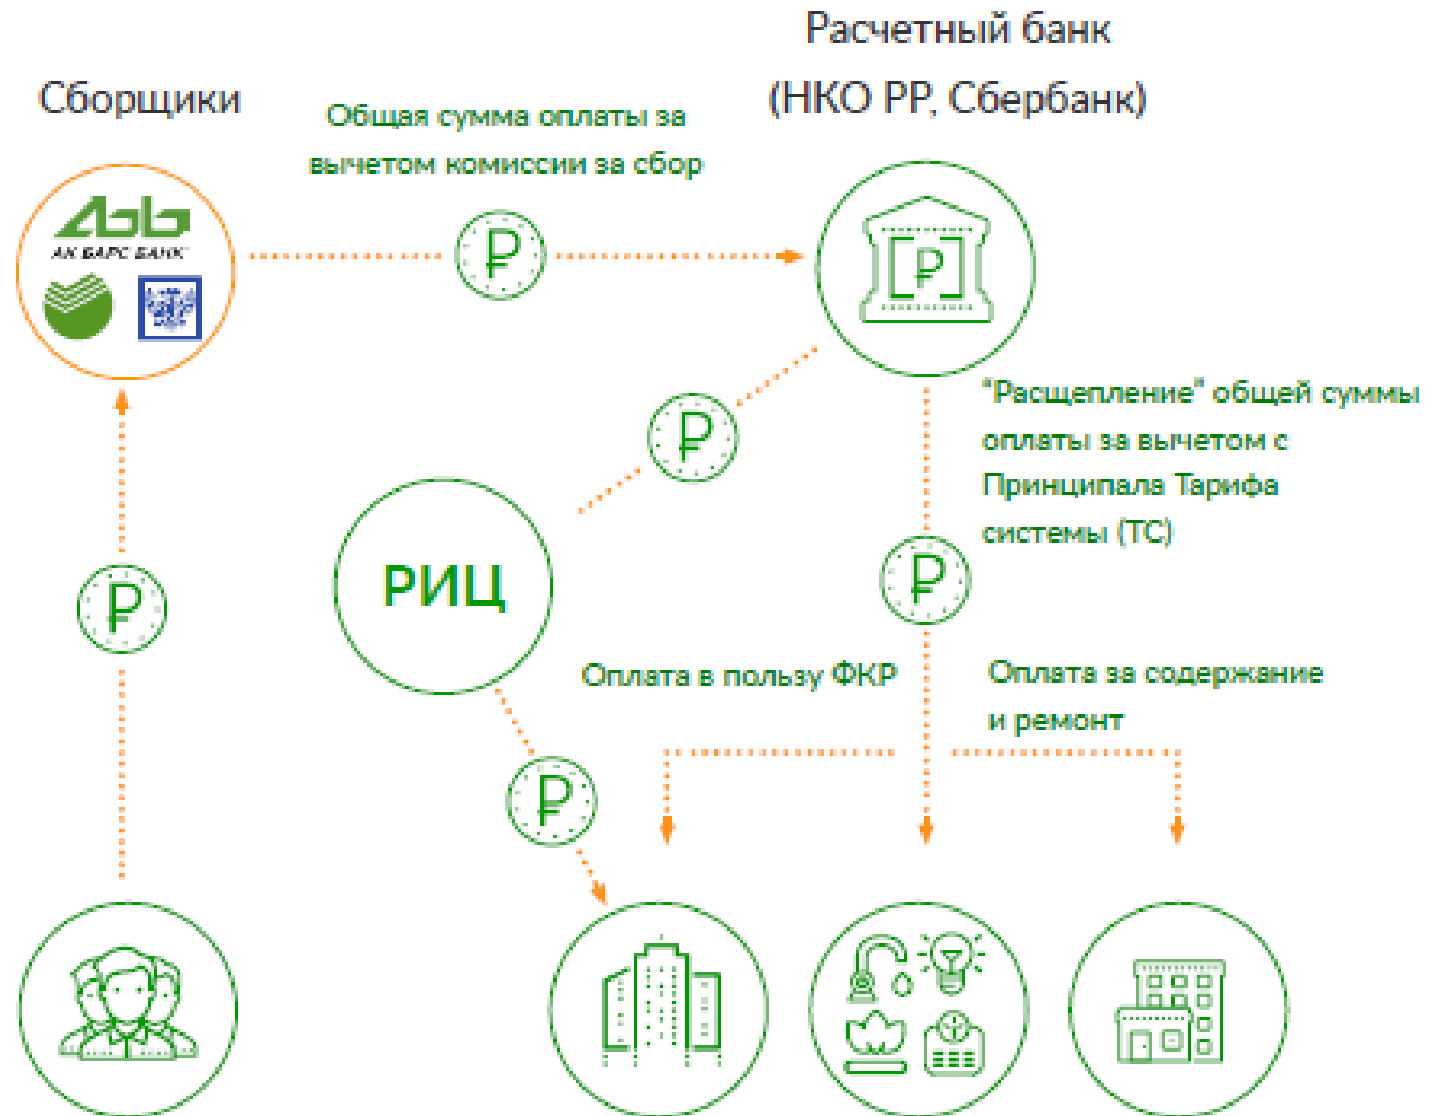 Расчетный банк
(НКО РР, Сбербанк)
Сборщики
Общая сумма оплаты за
вычетом комиссии за сбор
АК БАРС БАНК
"Расщепление" общей суммы
оплаты за вычетом с
Принципала Тарифа
системы (ТС)
РИЦ
Оплата в пользу ФКР
Оплата за содержание
и ремонт